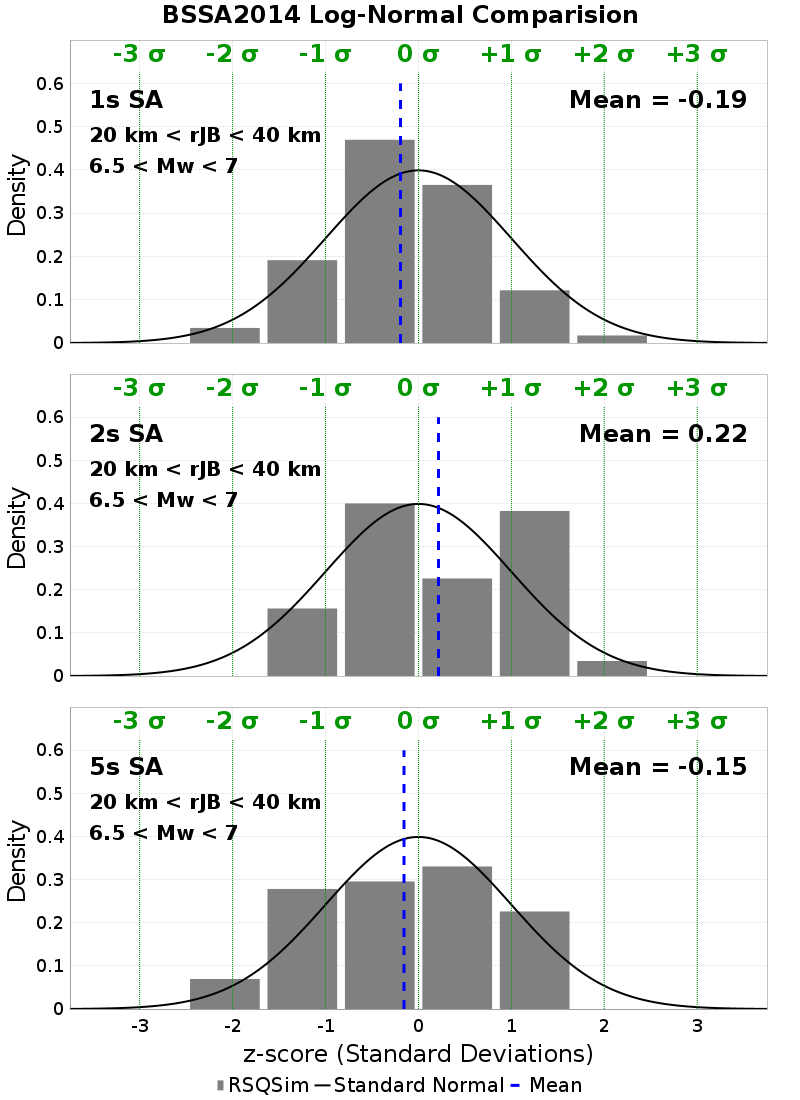 BSSA2014 Log-Normal Comparision
-3 σ -2 σ -1 σ 0 σ +1 σ +2 σ +3 σ
1s SA
Mean = -0.19
20 km < rJB < 40 km
6.5 < Mw < 7
Density
0.6
0.5
0.4
0.3
0.2
0.1
0
-3 σ -2 σ -1 σ 0 σ +1 σ +2 σ +3 σ
2s SA
Mean = 0.22
20 km < rJB < 40 km
6.5 < Mw < 7
Density
0.6
0.5
0.4
0.3
0.2
0.1
0
-3 σ -2 σ -1 σ 0 σ +1 σ +2 σ +3 σ
5s SA
Mean = -0.15
20 km < rJB < 40 km
6.5 < Mw < 7
Density
0.6
0.5
0.4
0.3
0.2
0.1
0
-3 -2 -1 0 1 2 3
z-score (Standard Deviations)
RSQSim Standard Normal Mean